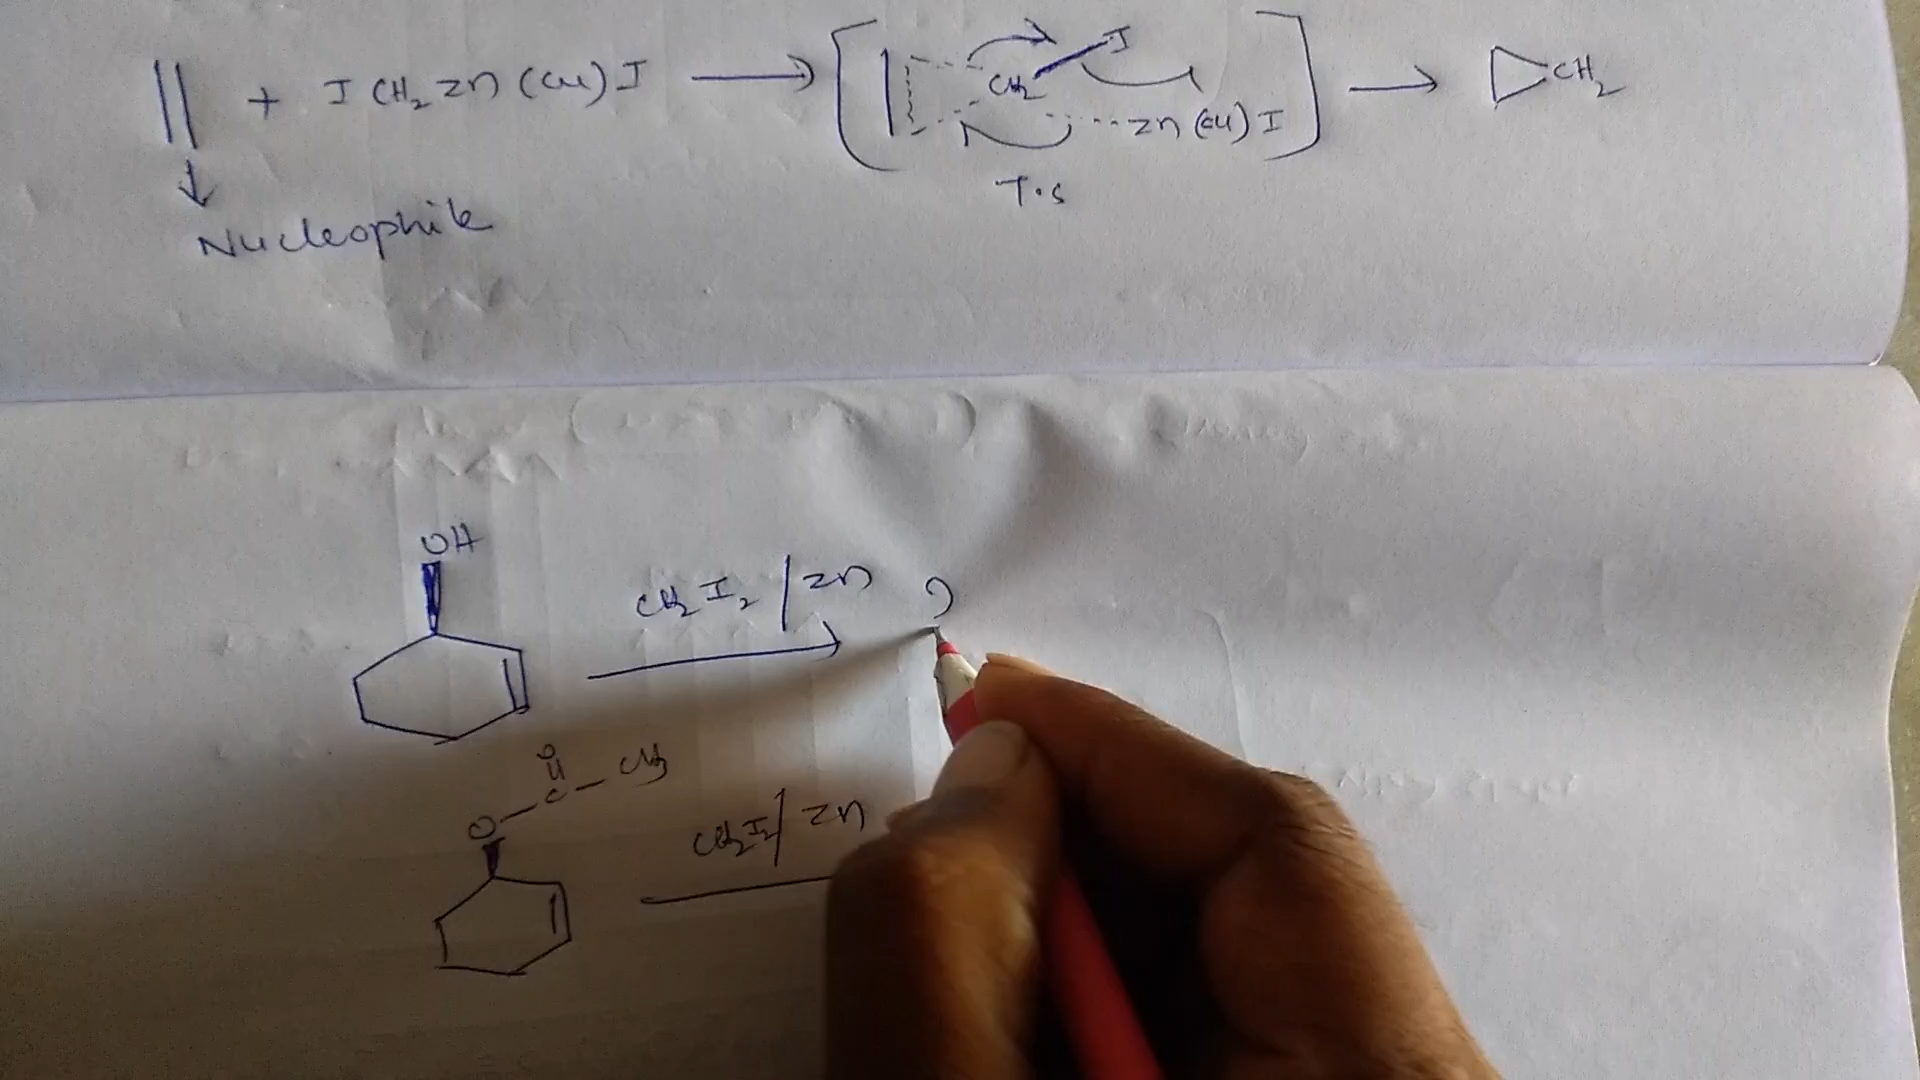 || + I CH₂ Zn (Cu) I → [ CH₂ I Zn (Cu) I ] → CH₂
T.S
Nucleophile
OH
CH₂ I₂ / Zn ?
O
C CH₃
O
CH₂ I₂ / Zn